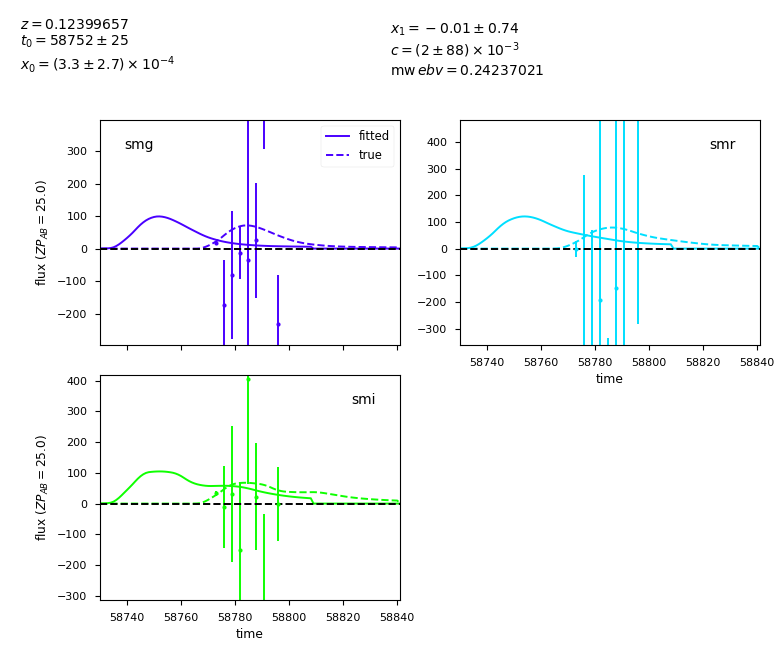 z = 0.12399657
t₀ = 58752 ± 25
x₀ = (3.3 ± 2.7) × 10⁻⁴
x₁ = −0.01 ± 0.74
c = (2 ± 88) × 10⁻³
mw ebv = 0.24237021
smg
fitted
true
300
200
100
0
−100
−200
flux (ZP_AB = 25.0)
smr
400
300
200
100
0
−100
−200
−300
58740 58760 58780 58800 58820 58840
time
smi
400
300
200
100
0
−100
−200
−300
flux (ZP_AB = 25.0)
58740 58760 58780 58800 58820 58840
time